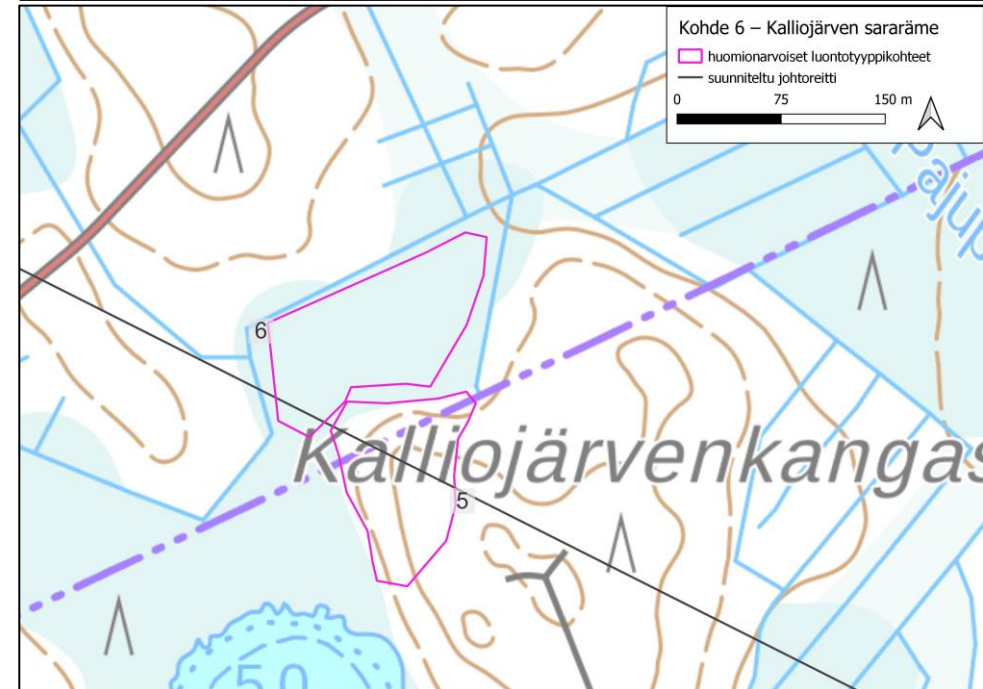 Kohde 6 – Kalliojärven sararäme
huomionarvoiset luontotyyppikohteet
suunniteltu johtoreitti
0 75 150 m
6
Kalliojärvenkangas
5